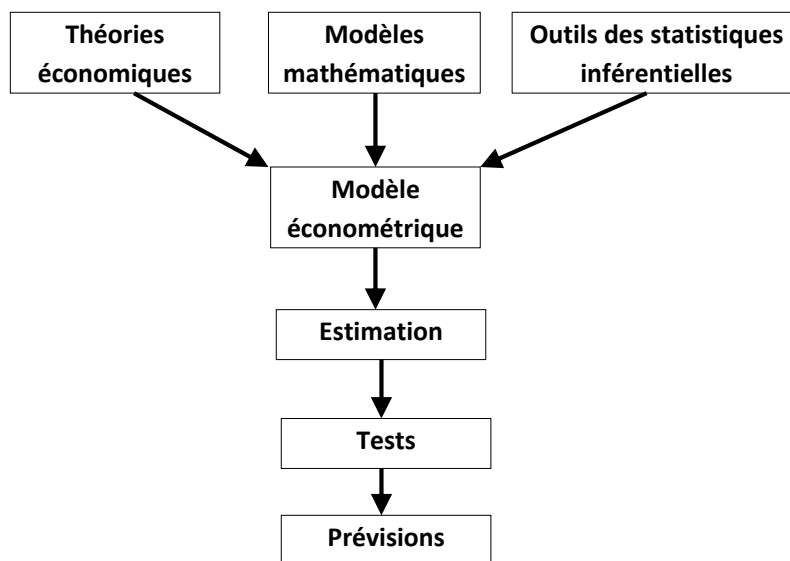 Théories
économiques
Modèles
mathématiques
Outils des statistiques
inférentielles
Modèle
économétrique
Estimation
Tests
Prévisions